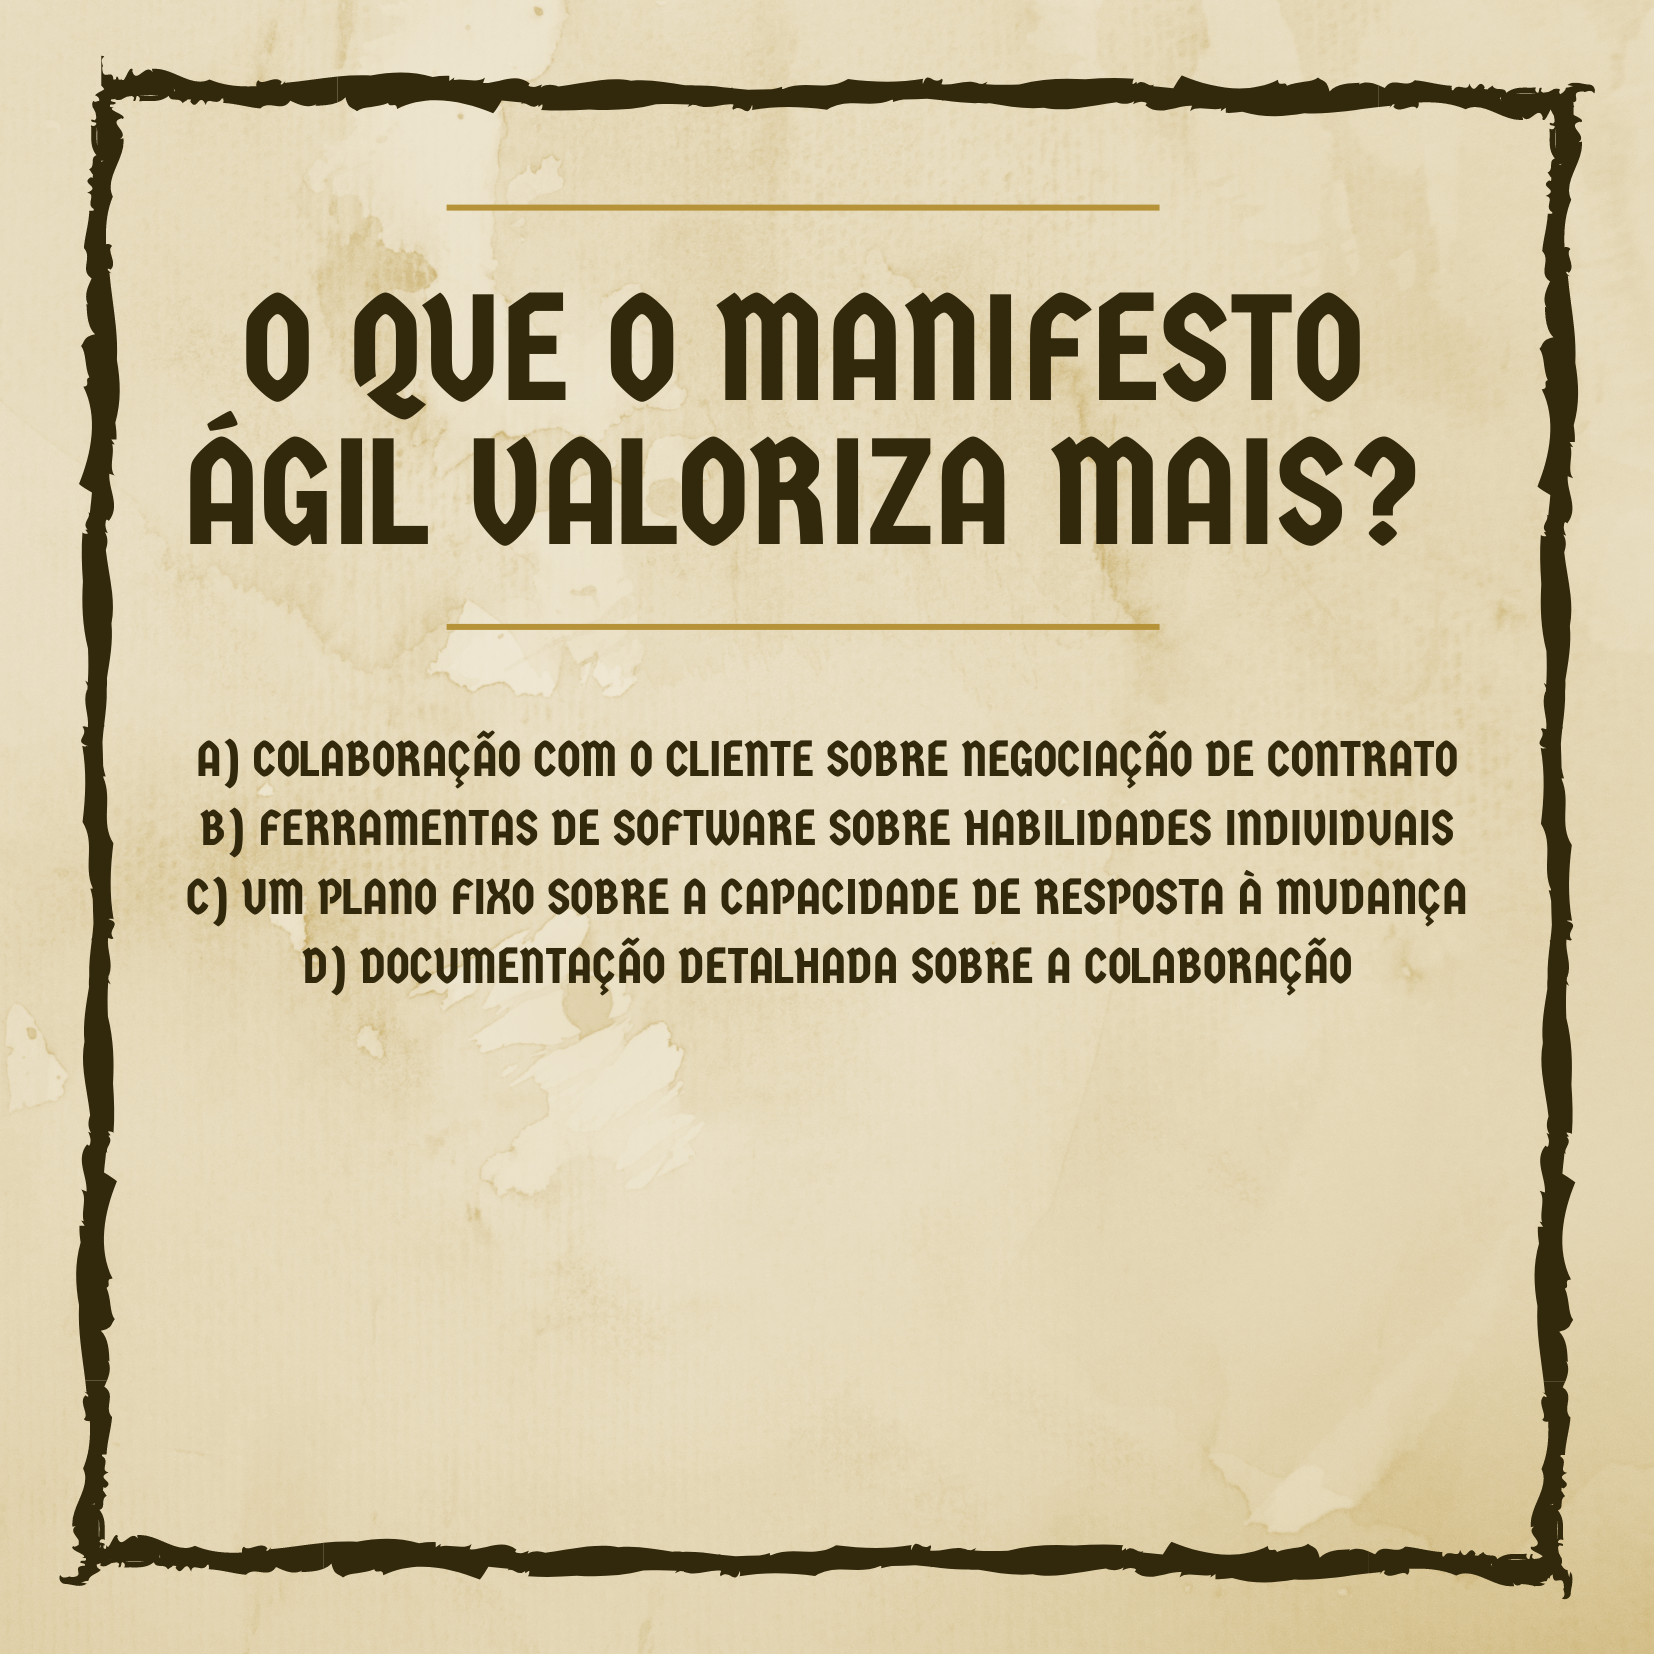 O QUE O MANIFESTO
ÁGIL VALORIZA MAIS?
A) COLABORAÇÃO COM O CLIENTE SOBRE NEGOCIAÇÃO DE CONTRATO
B) FERRAMENTAS DE SOFTWARE SOBRE HABILIDADES INDIVIDUAIS
C) UM PLANO FIXO SOBRE A CAPACIDADE DE RESPOSTA À MUDANÇA
D) DOCUMENTAÇÃO DETALHADA SOBRE A COLABORAÇÃO